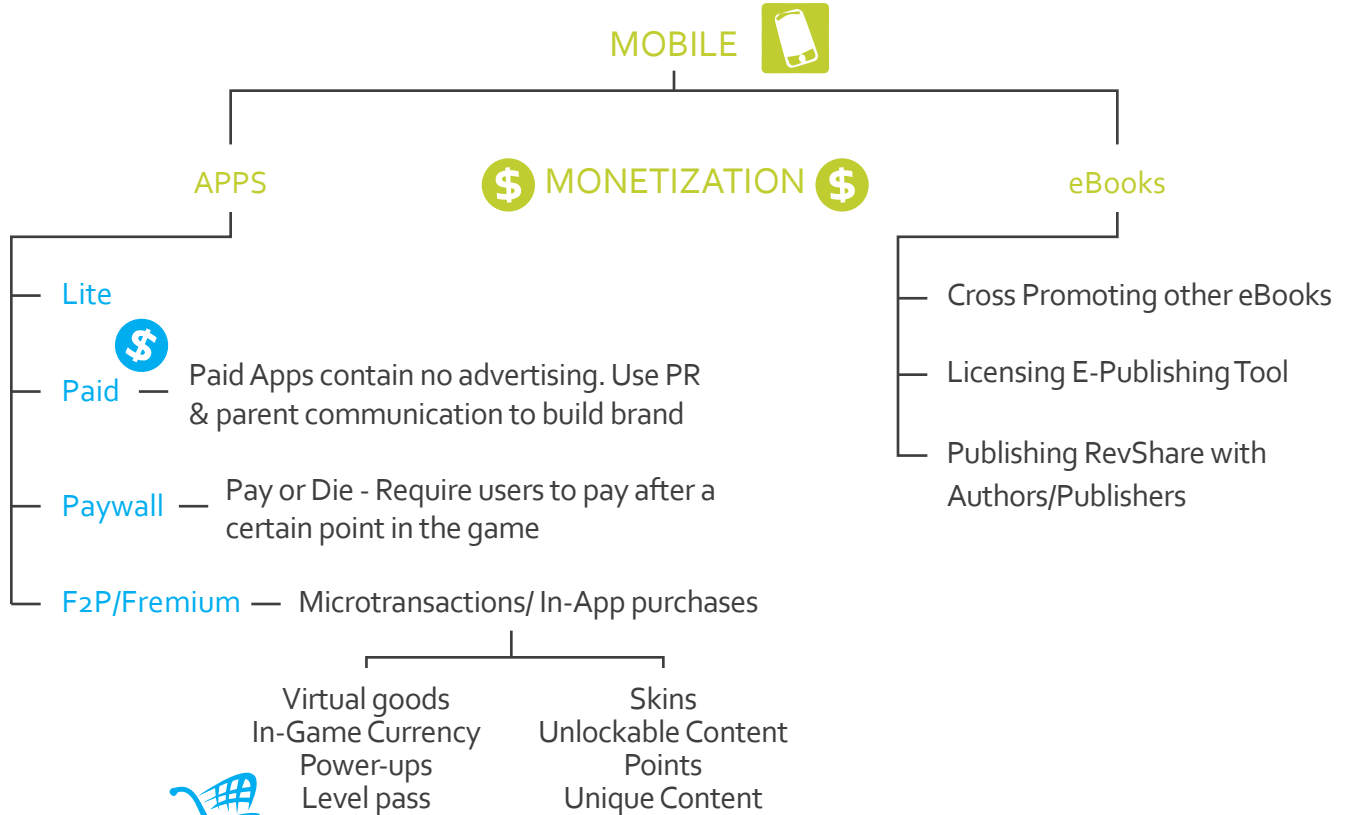 MOBILE
APPS
$ MONETIZATION $
eBooks
Lite
$
Paid
Paid Apps contain no advertising. Use PR
& parent communication to build brand
Paywall
Pay or Die - Require users to pay after a
certain point in the game
F2P/Fremium
Microtransactions/ In-App purchases
Virtual goods
In-Game Currency
Power-ups
Level pass
Skins
Unlockable Content
Points
Unique Content
Cross Promoting other eBooks
Licensing E-Publishing Tool
Publishing RevShare with
Authors/Publishers